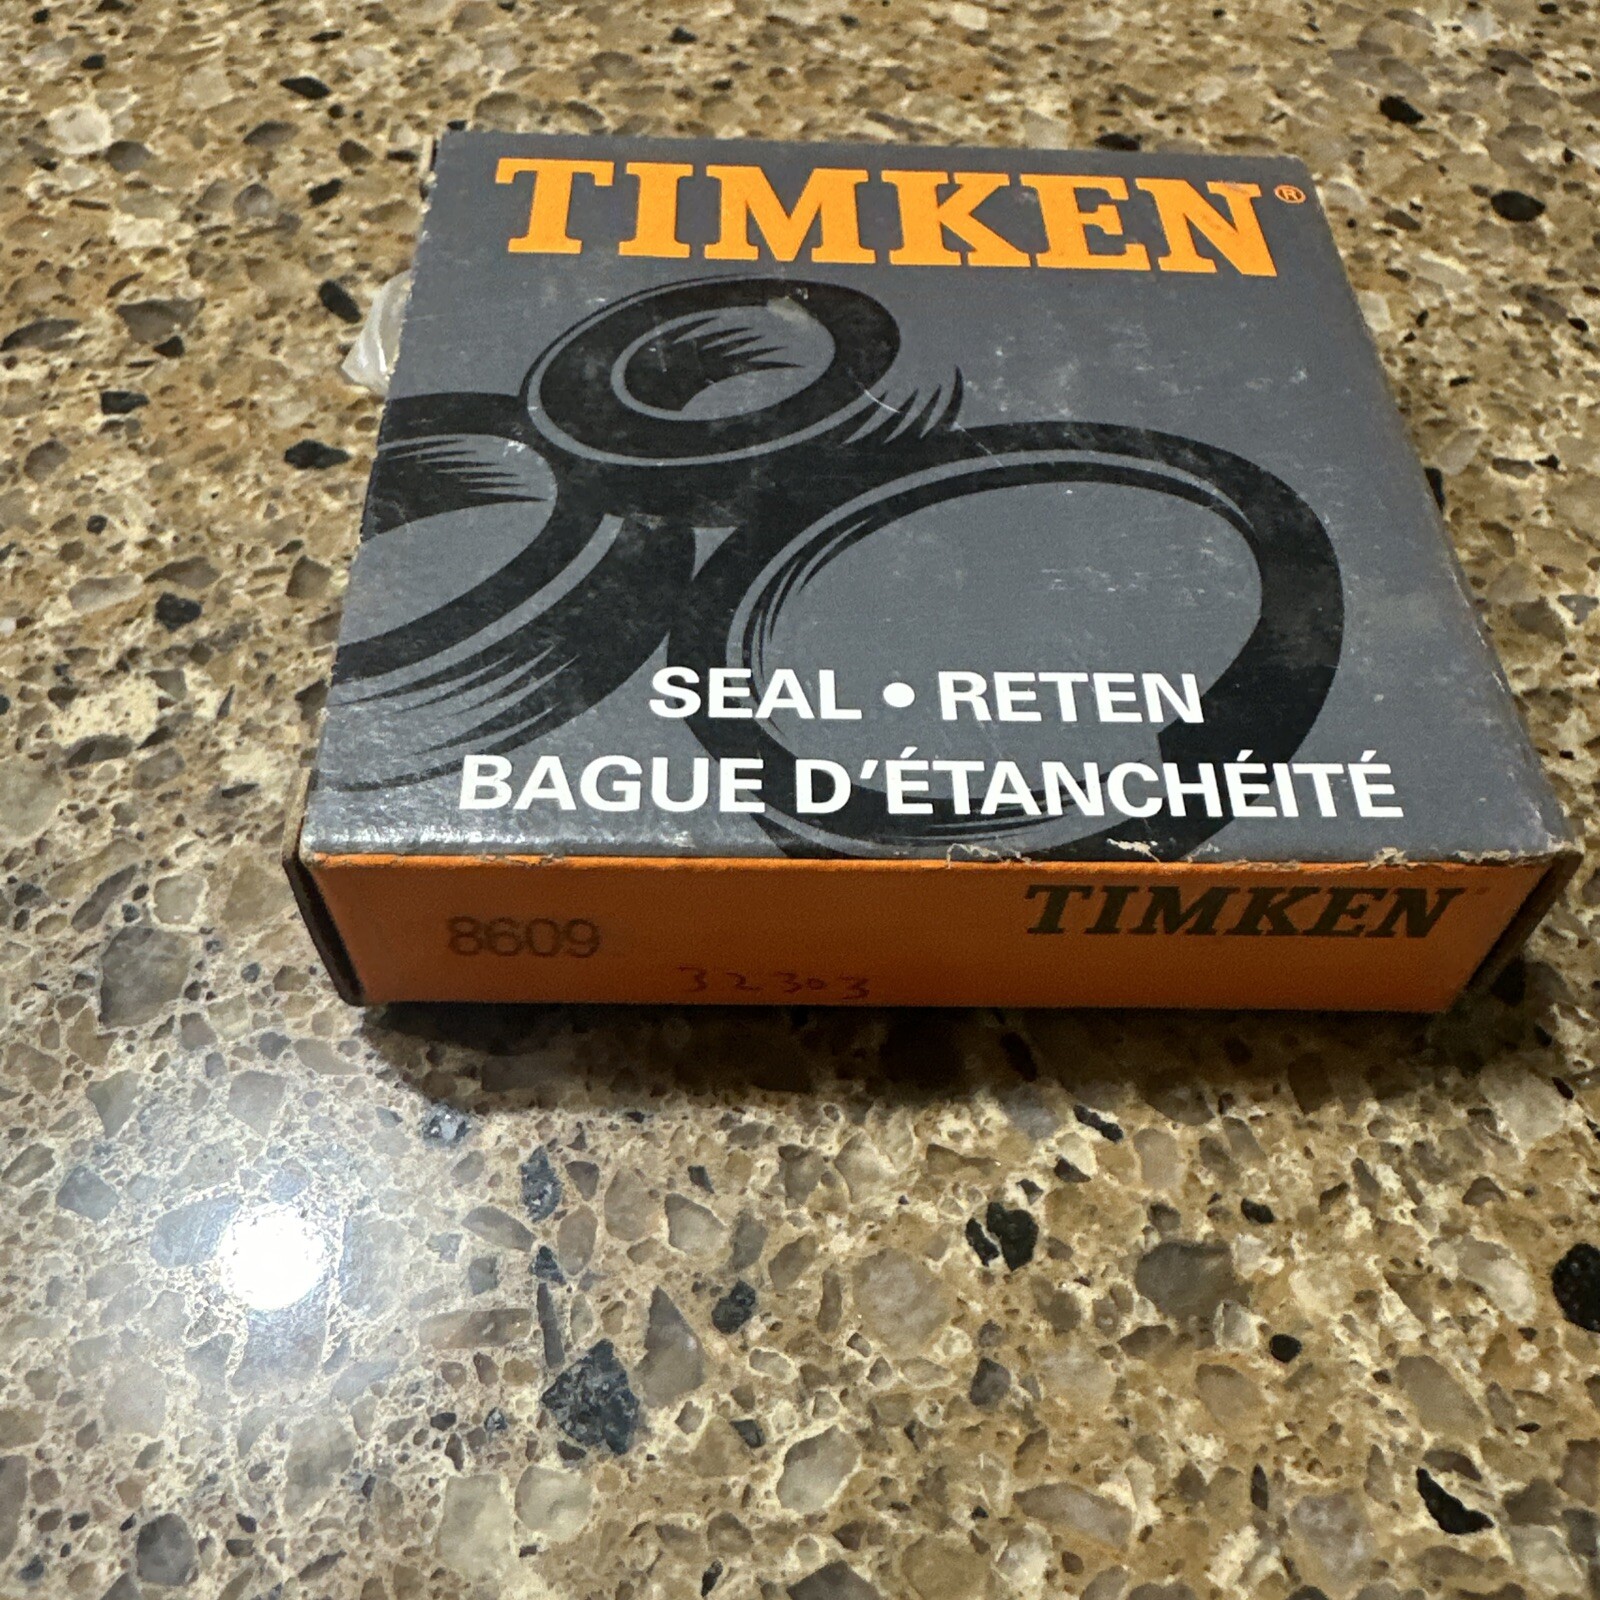 TIMKEN®
SEAL • RETEN
BAGUE D'ÉTANCHÉITÉ
TIMKEN
8609
32303